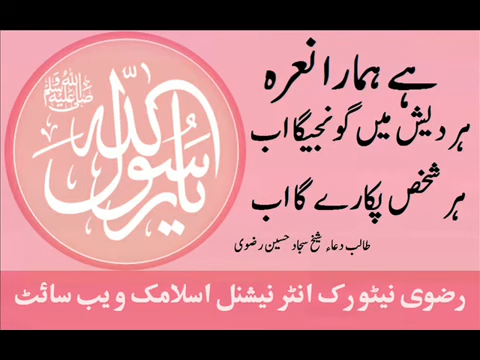 ہے ہمارا نعرہ
ہر دیش میں گونجیگا اب
ہر شخص پکارے گا اب
طالب دعاء شیخ سجاد حسین رضوی
صلی اللہ علیہ وسلم
یا رسول اللہ
رضوی نیٹورک انٹر نیشنل اسلامک ویب سائٹ